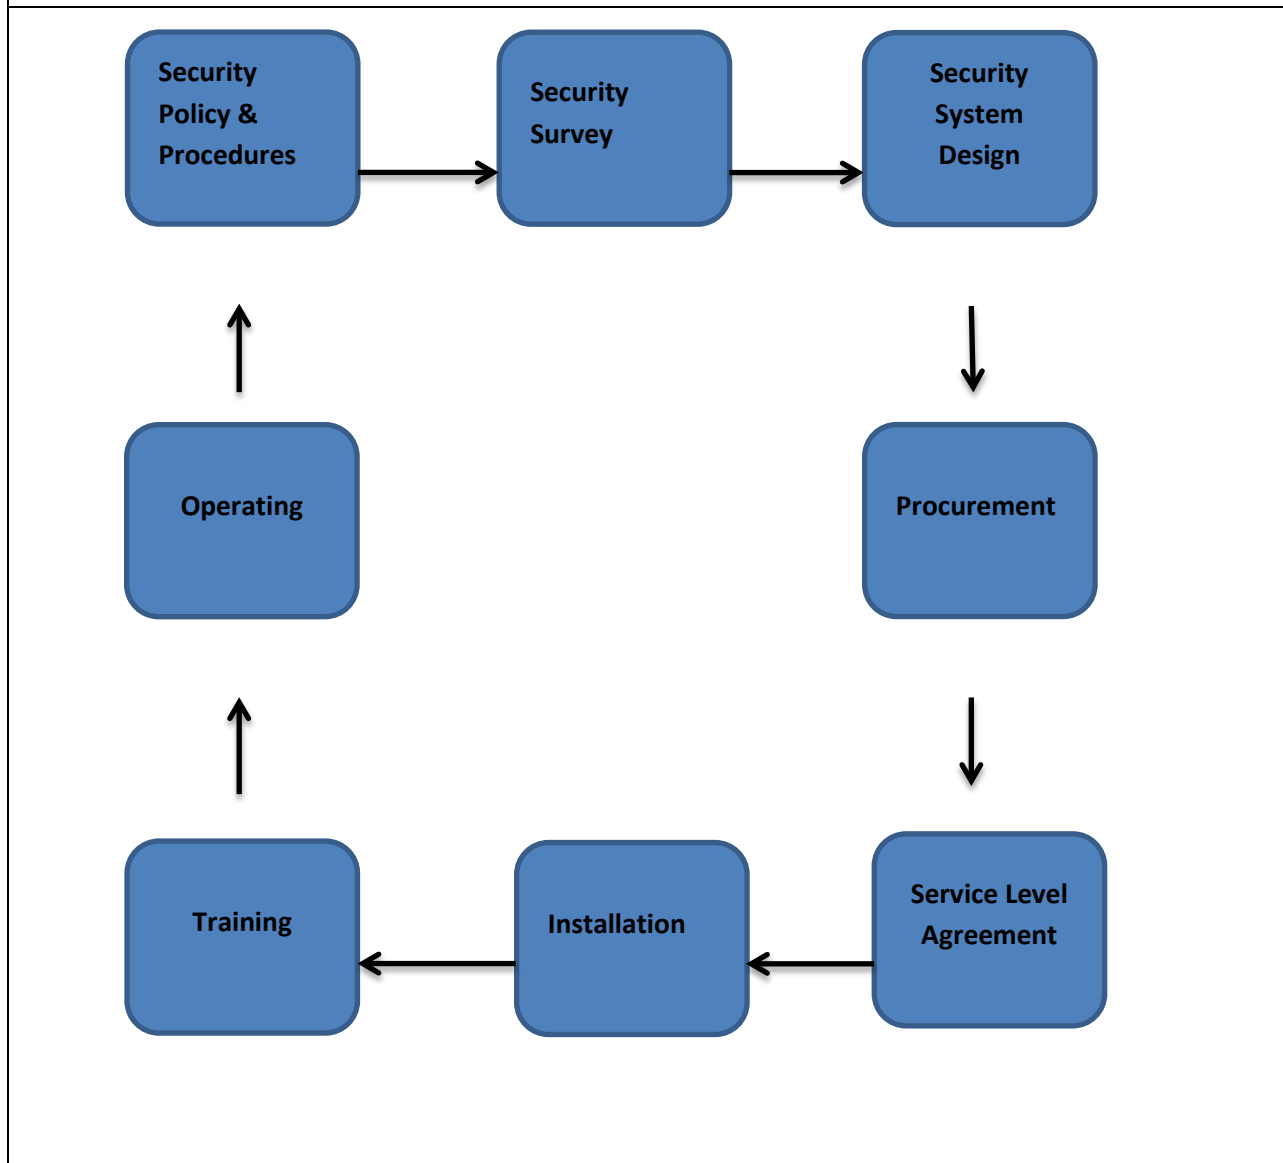 Security
Policy &
Procedures
Security
Survey
Security
System
Design
Operating
Procurement
Training
Installation
Service Level
Agreement